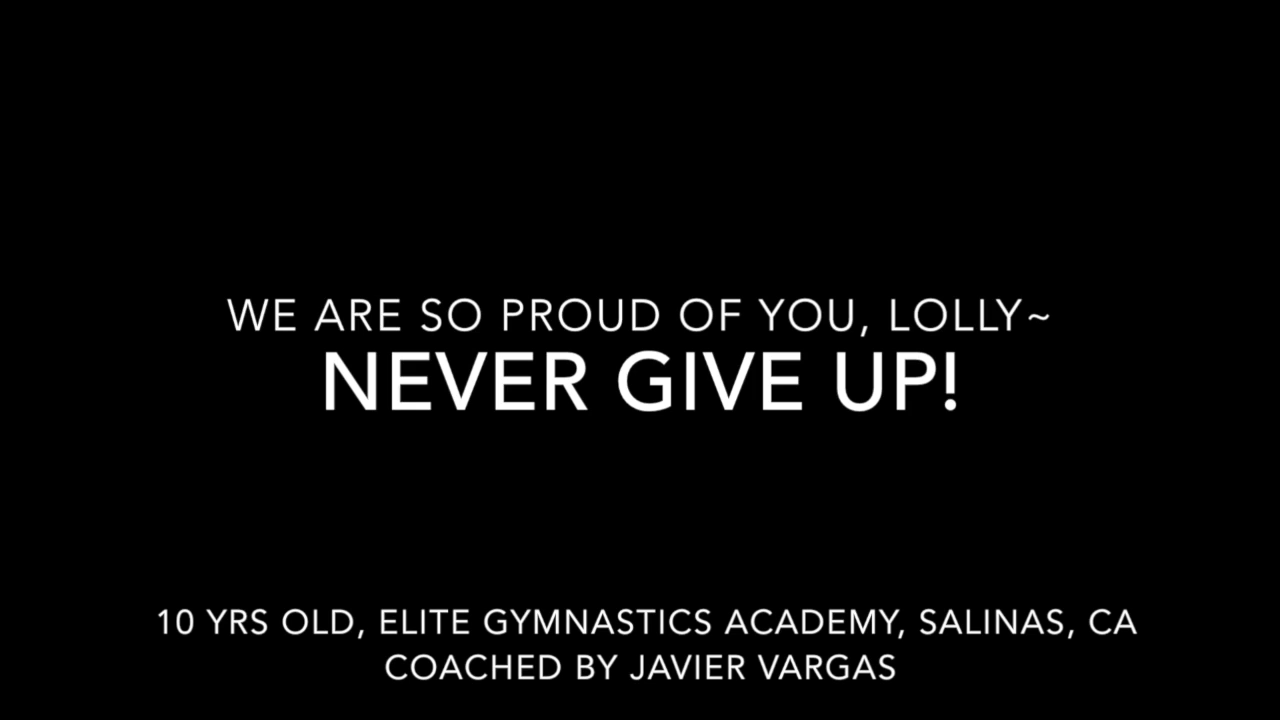 WE ARE SO PROUD OF YOU, LOLLY~
NEVER GIVE UP!
10 YRS OLD, ELITE GYMNASTICS ACADEMY, SALINAS, CA
COACHED BY JAVIER VARGAS